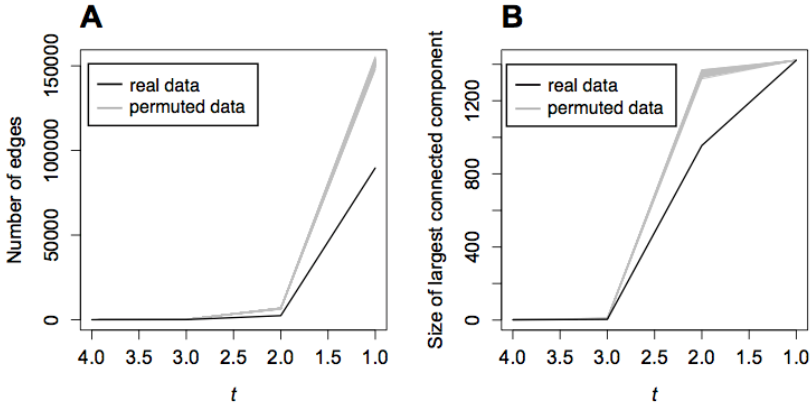 A
Number of edges
150000
100000
50000
0
real data
permuted data
4.0 3.5 3.0 2.5 2.0 1.5 1.0
t
B
Size of largest connected component
1200
800
400
0
real data
permuted data
4.0 3.5 3.0 2.5 2.0 1.5 1.0
t